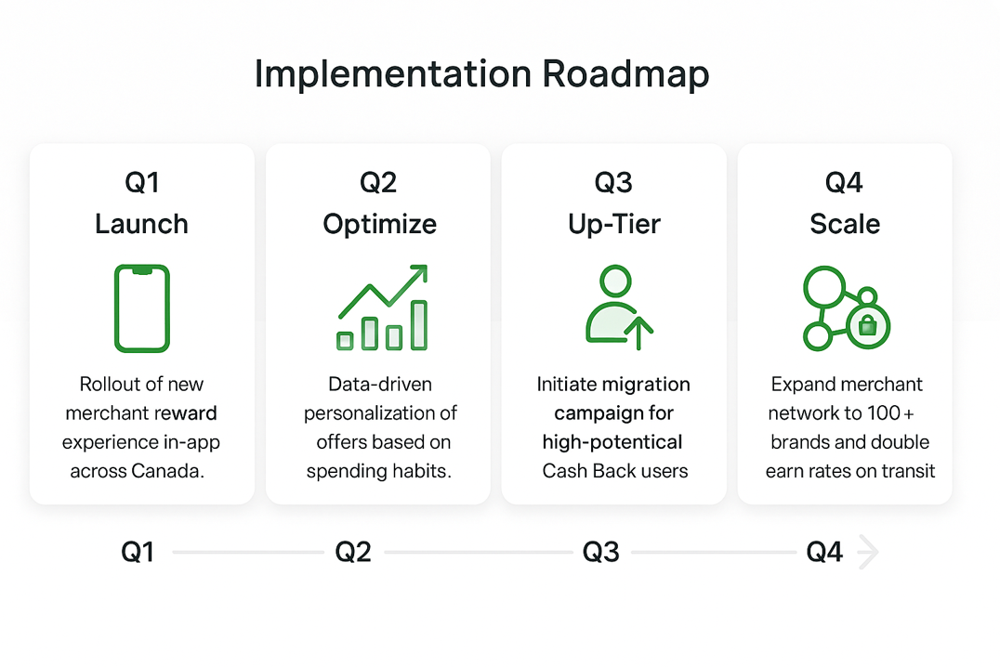 Implementation Roadmap
Q1
Launch
Rollout of new
merchant reward
experience in-app
across Canada.
Q2
Optimize
Data-driven
personalization of
offers based on
spending habits.
Q3
Up-Tier
Initiate migration
campaign for
high-potentical
Cash Back users
Q4
Scale
Expand merchant
network to 100+
brands and double
earn rates on transit
Q1
Q2
Q3
Q4